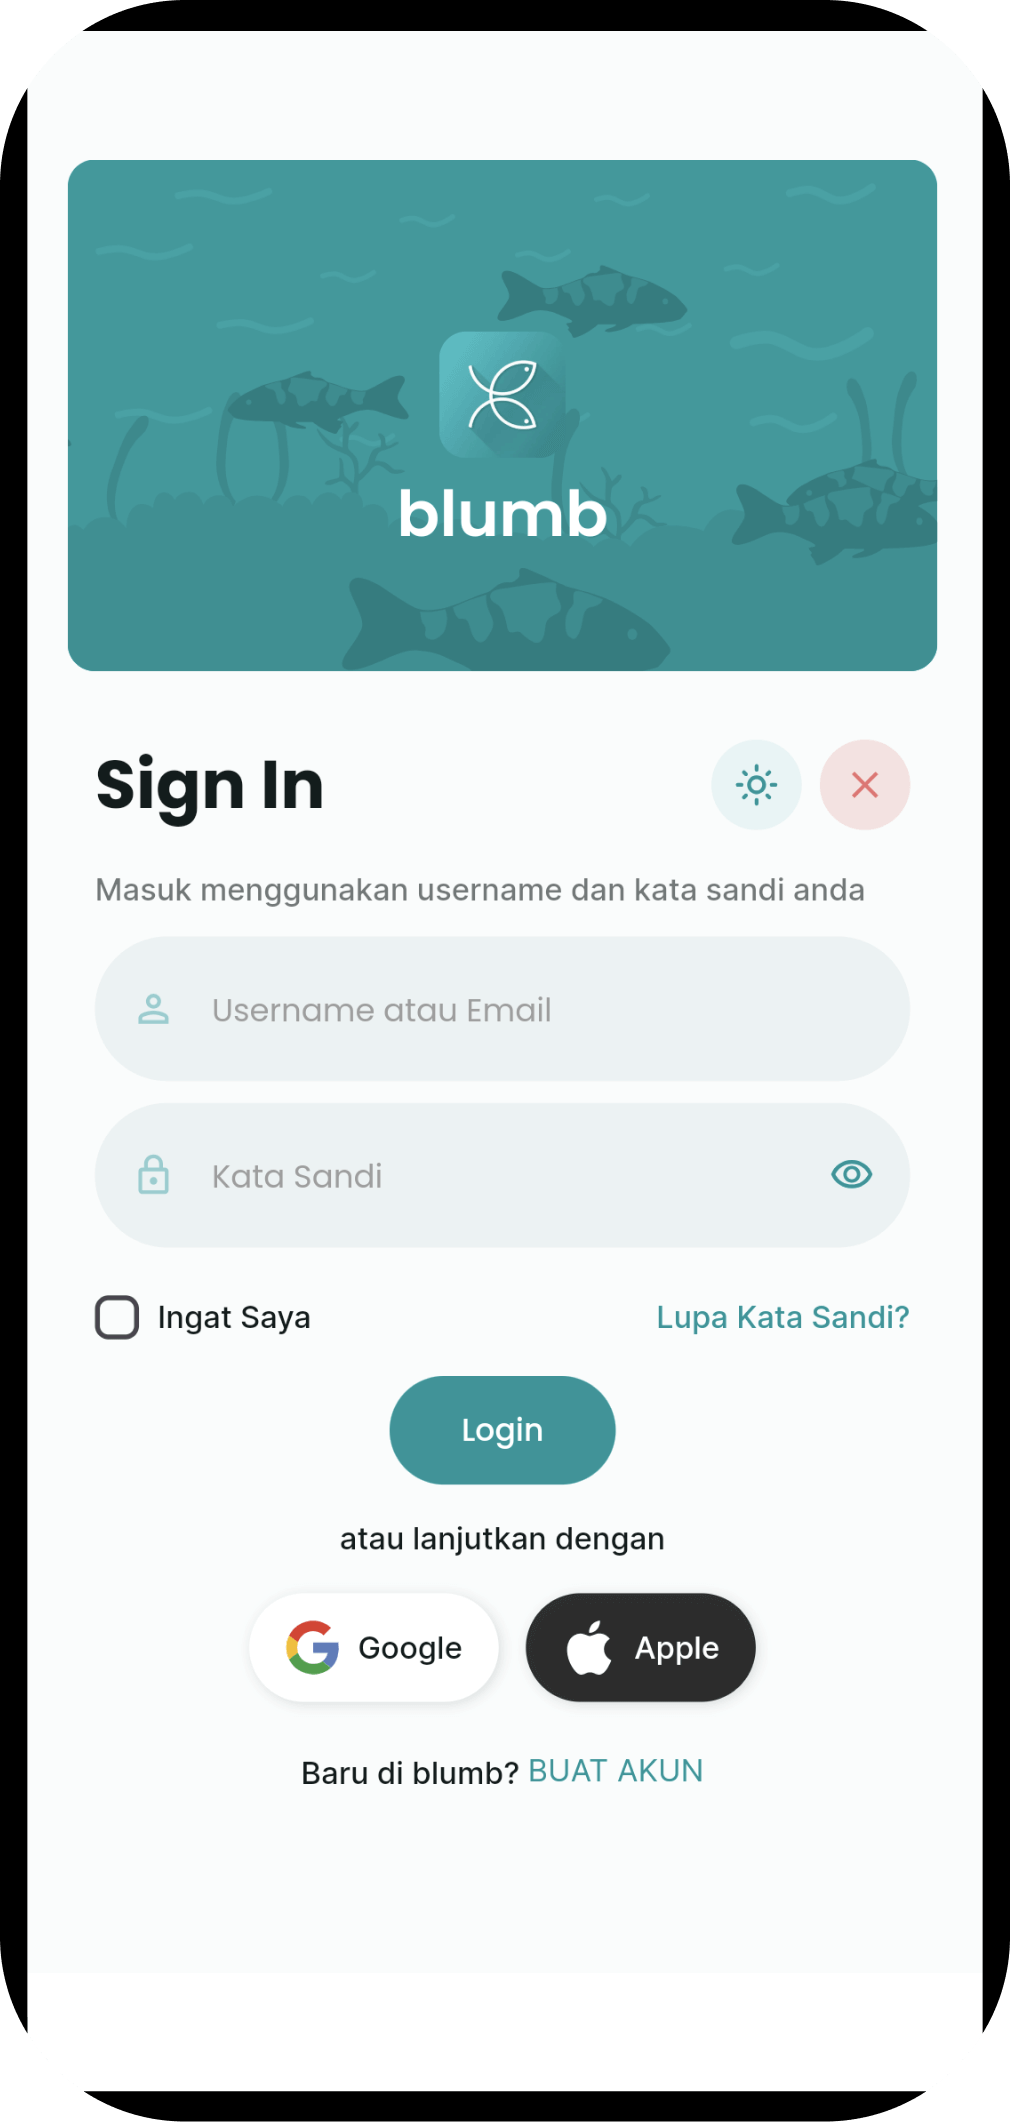 blumb
Sign In
Masuk menggunakan username dan kata sandi anda
Username atau Email
Kata Sandi
Ingat Saya
Lupa Kata Sandi?
Login
atau lanjutkan dengan
Google
Apple
Baru di blumb? BUAT AKUN